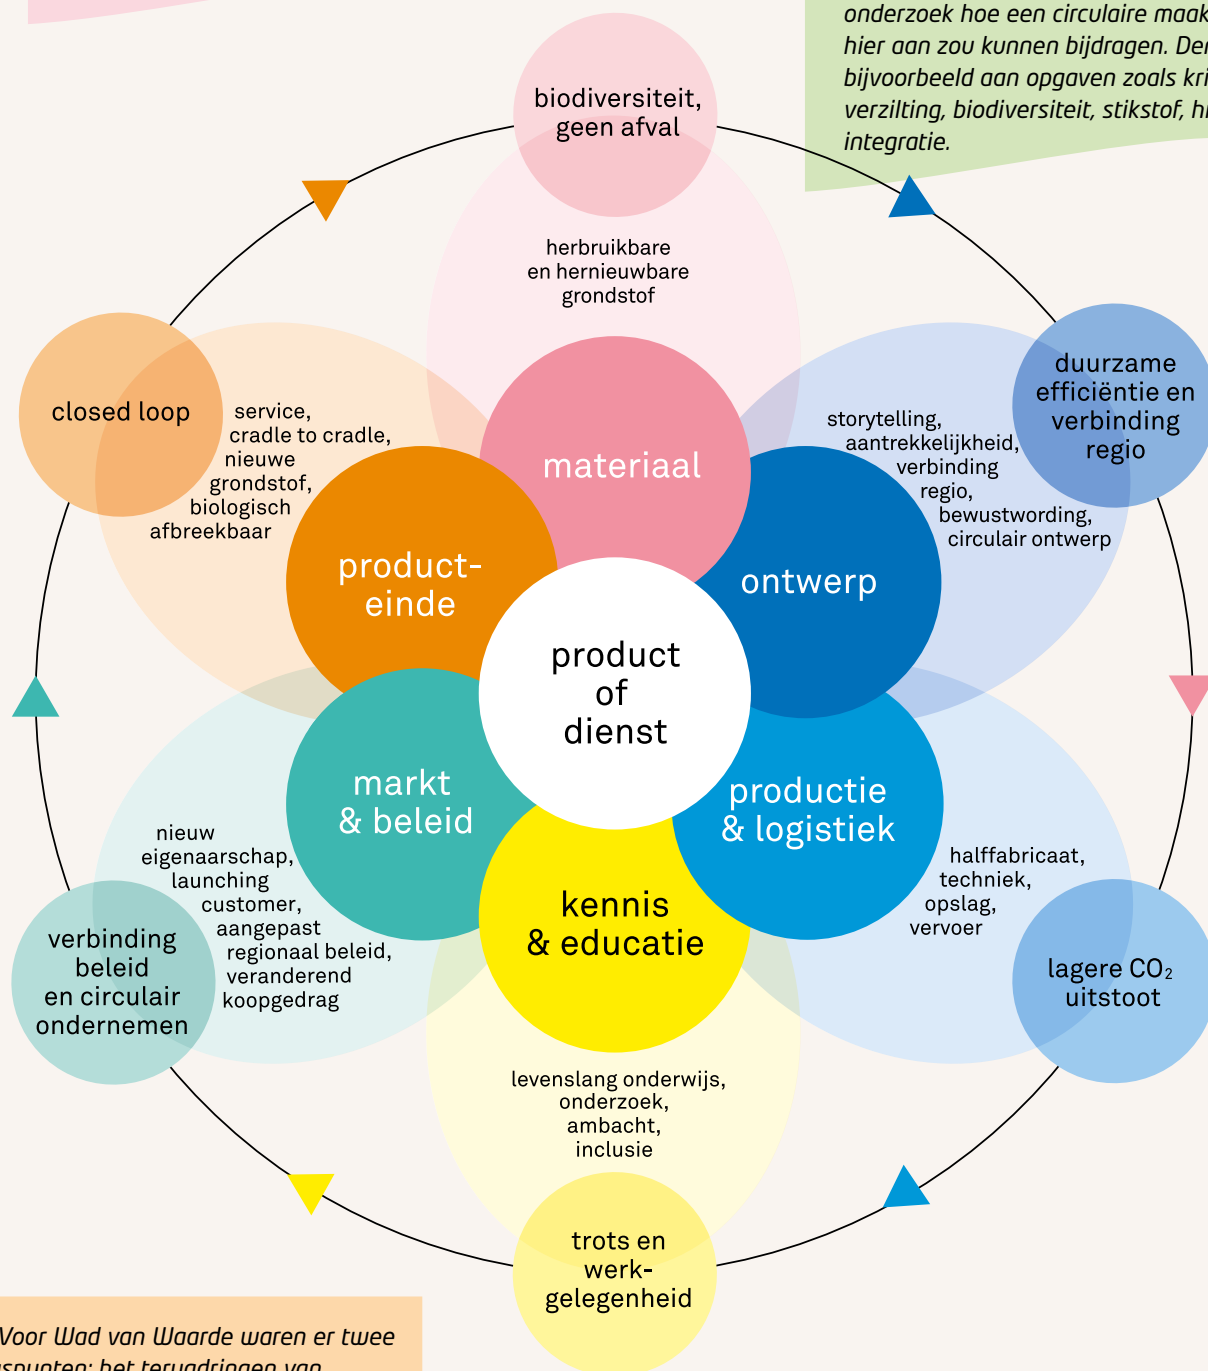 onderzoek hoe een circulaire maak
hier aan zou kunnen bijdragen.
bijvoorbeeld aan opgaven zoals
verzilting, biodiversiteit, stikstof,
integratie.
biodiversiteit,
geen afval
herbruikbare
en hernieuwbare
grondstof
materiaal
duurzame
efficiëntie en
verbinding
regio
storytelling,
aantrekkelijkheid,
verbinding
regio,
bewustwording,
circulair ontwerp
ontwerp
closed loop
service,
cradle to cradle,
nieuwe
grondstof,
biologisch
afbreekbaar
product-
einde
product
of
dienst
markt
& beleid
nieuw
eigenaarschap,
launching
customer,
aangepast
regionaal beleid,
veranderend
koopgedrag
verbinding
beleid
en circulair
ondernemen
productie
& logistiek
halffabricaat,
techniek,
opslag,
vervoer
lagere CO₂
uitstoot
kennis
& educatie
levenslang onderwijs,
onderzoek,
ambacht,
inclusie
trots en
werk-
gelegenheid
Voor Wad van Waarde waren er twee
het terugdringen van